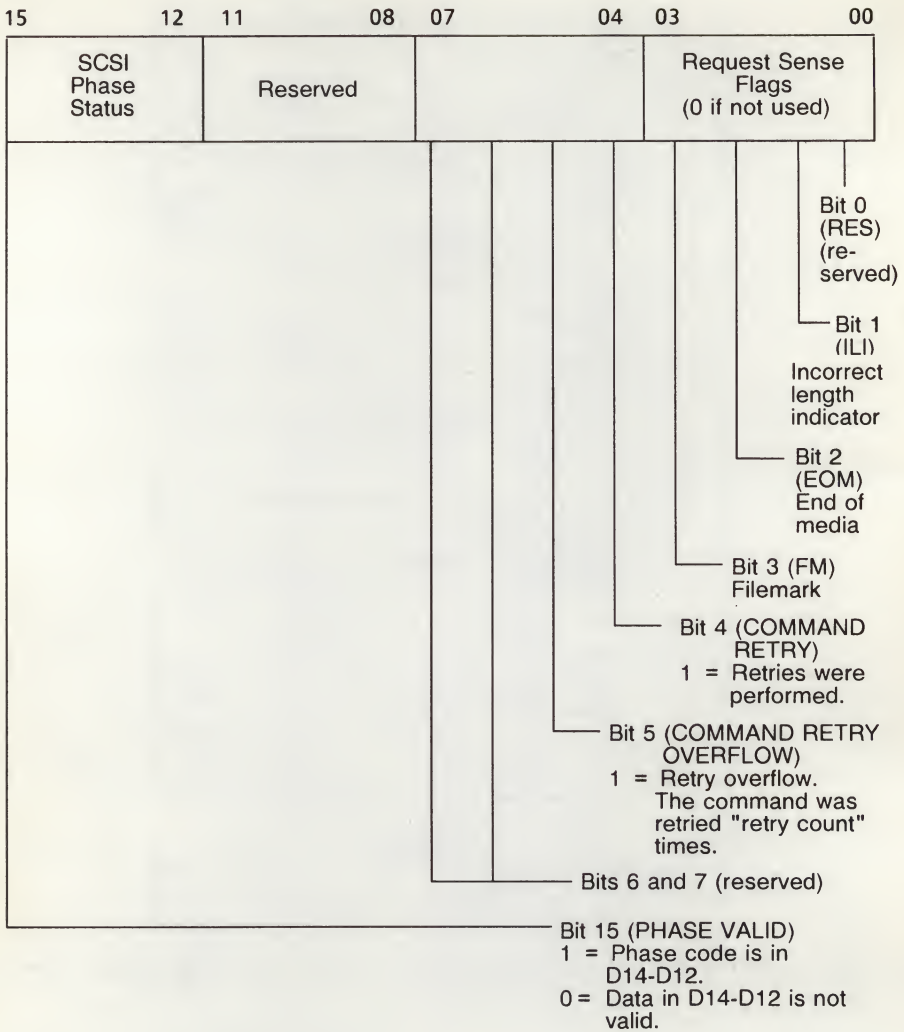 15 12 11 08 07 04 03 00
SCSI
Phase
Status
Reserved
Request Sense
Flags
(0 if not used)
Bit 0
(RES)
(re-
served)
Bit 1
(ILI)
Incorrect
length
indicator
Bit 2
(EOM)
End of
media
Bit 3 (FM)
Filemark
Bit 4 (COMMAND
RETRY)
1 = Retries were
performed.
Bit 5 (COMMAND RETRY
OVERFLOW)
1 = Retry overflow.
The command was
retried "retry count"
times.
Bits 6 and 7 (reserved)
Bit 15 (PHASE VALID)
1 = Phase code is in
D14-D12.
0 = Data in D14-D12 is not
valid.